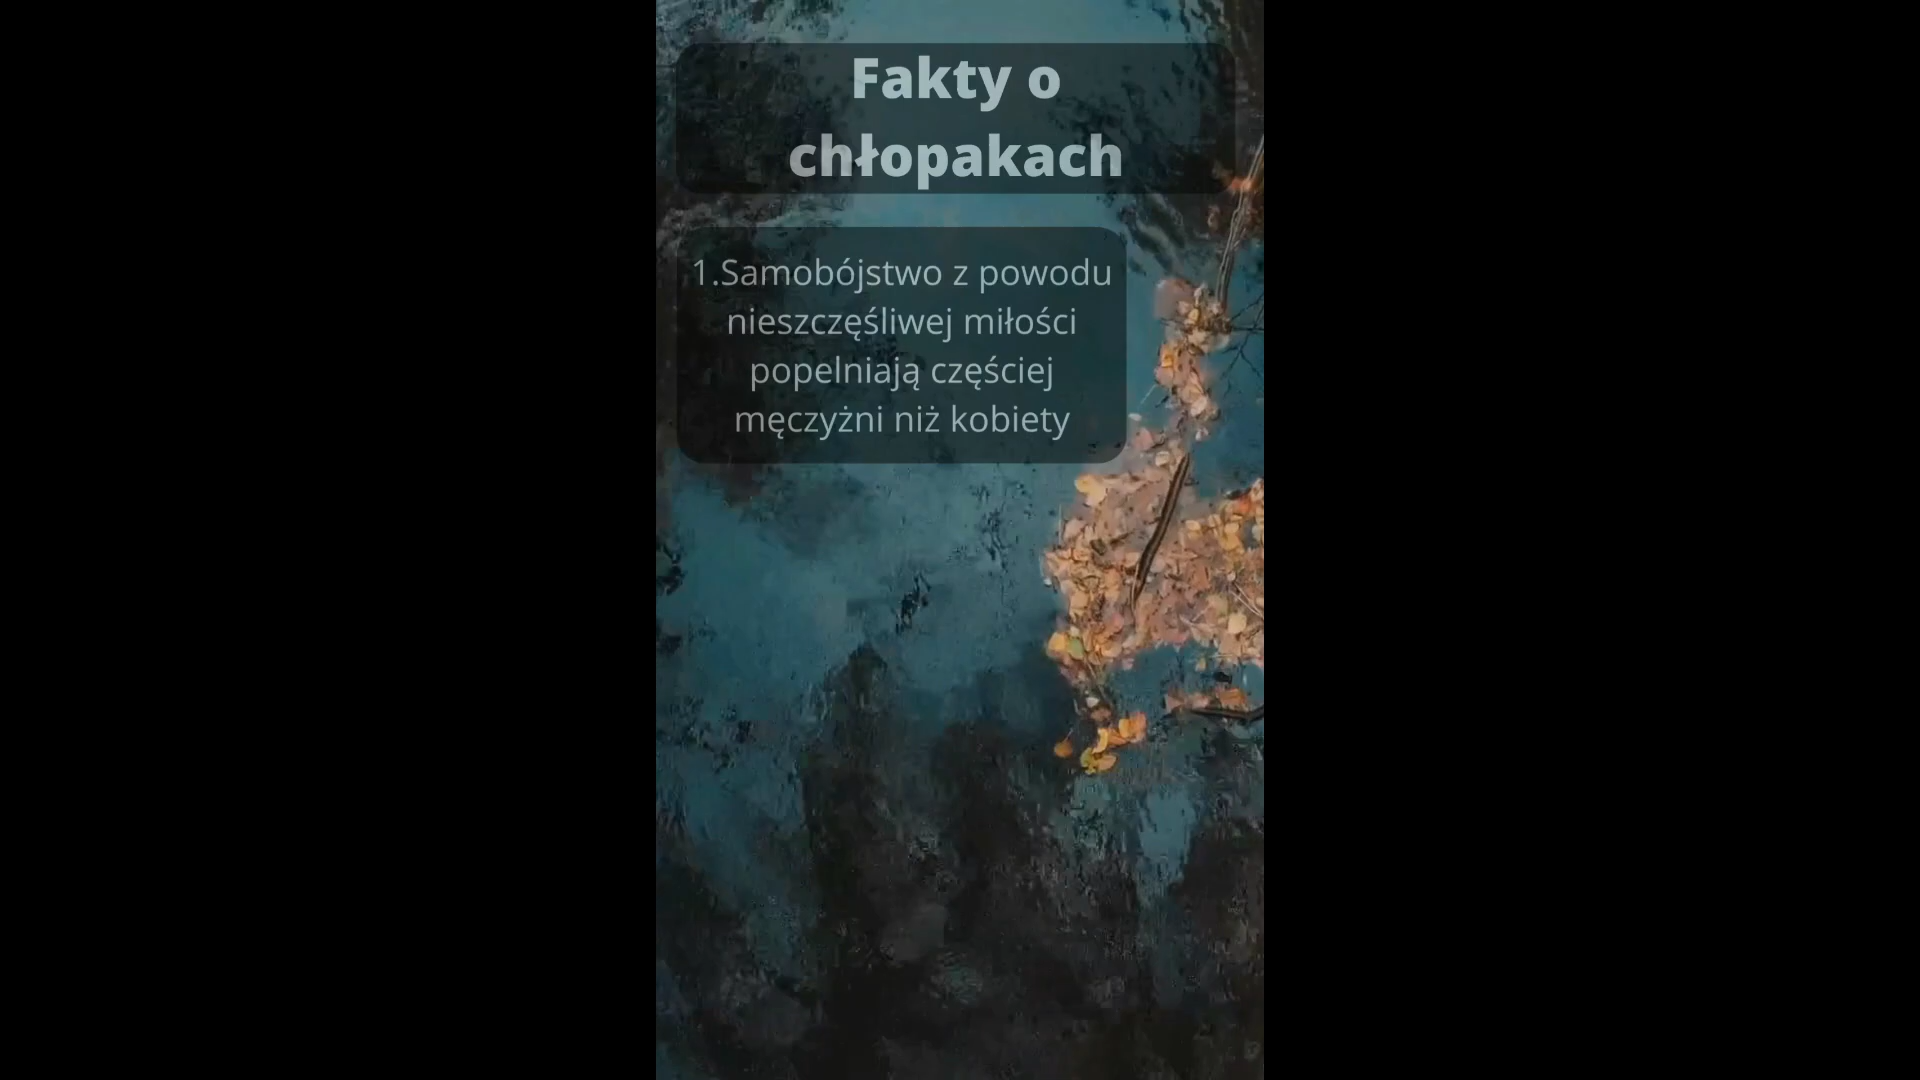 Fakty o
chłopakach
1.Samobójstwo z powodu
nieszczęśliwej miłości
popelniają częściej
męczyżni niż kobiety